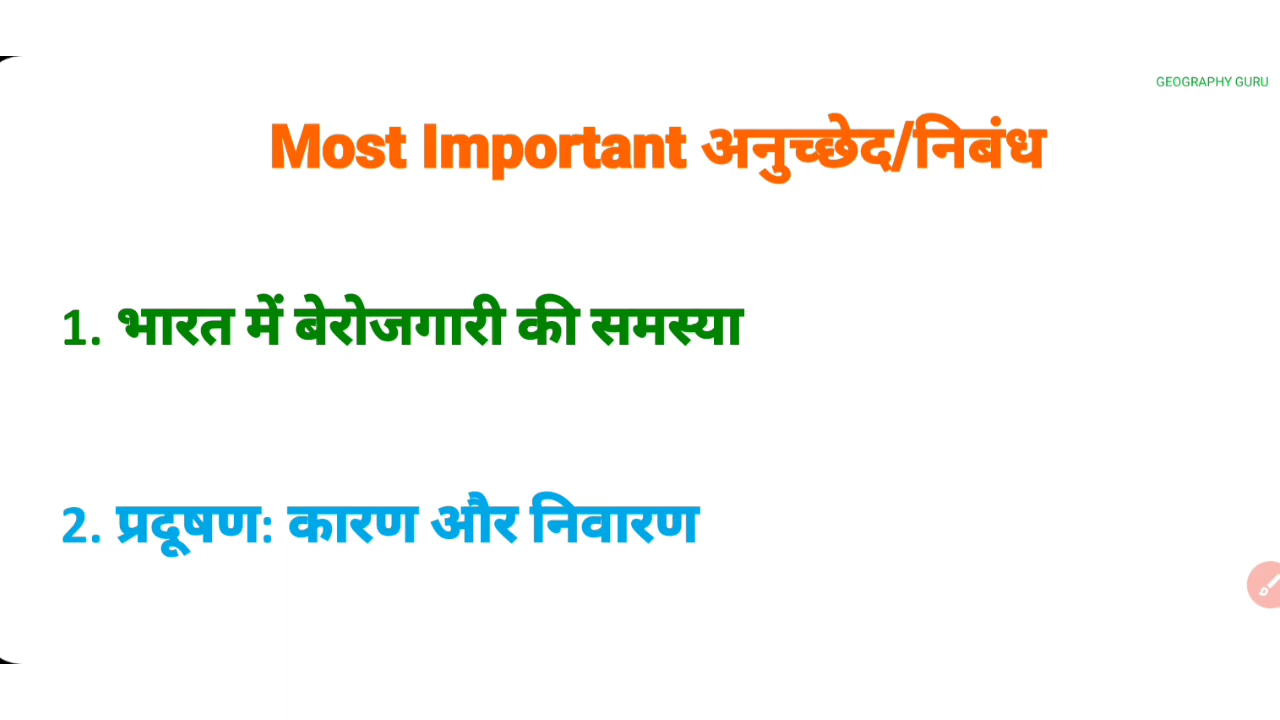 GEOGRAPHY GURU
Most Important अनुच्छेद/निबंध
1. भारत में बेरोजगारी की समस्या
2. प्रदूषण: कारण और निवारण